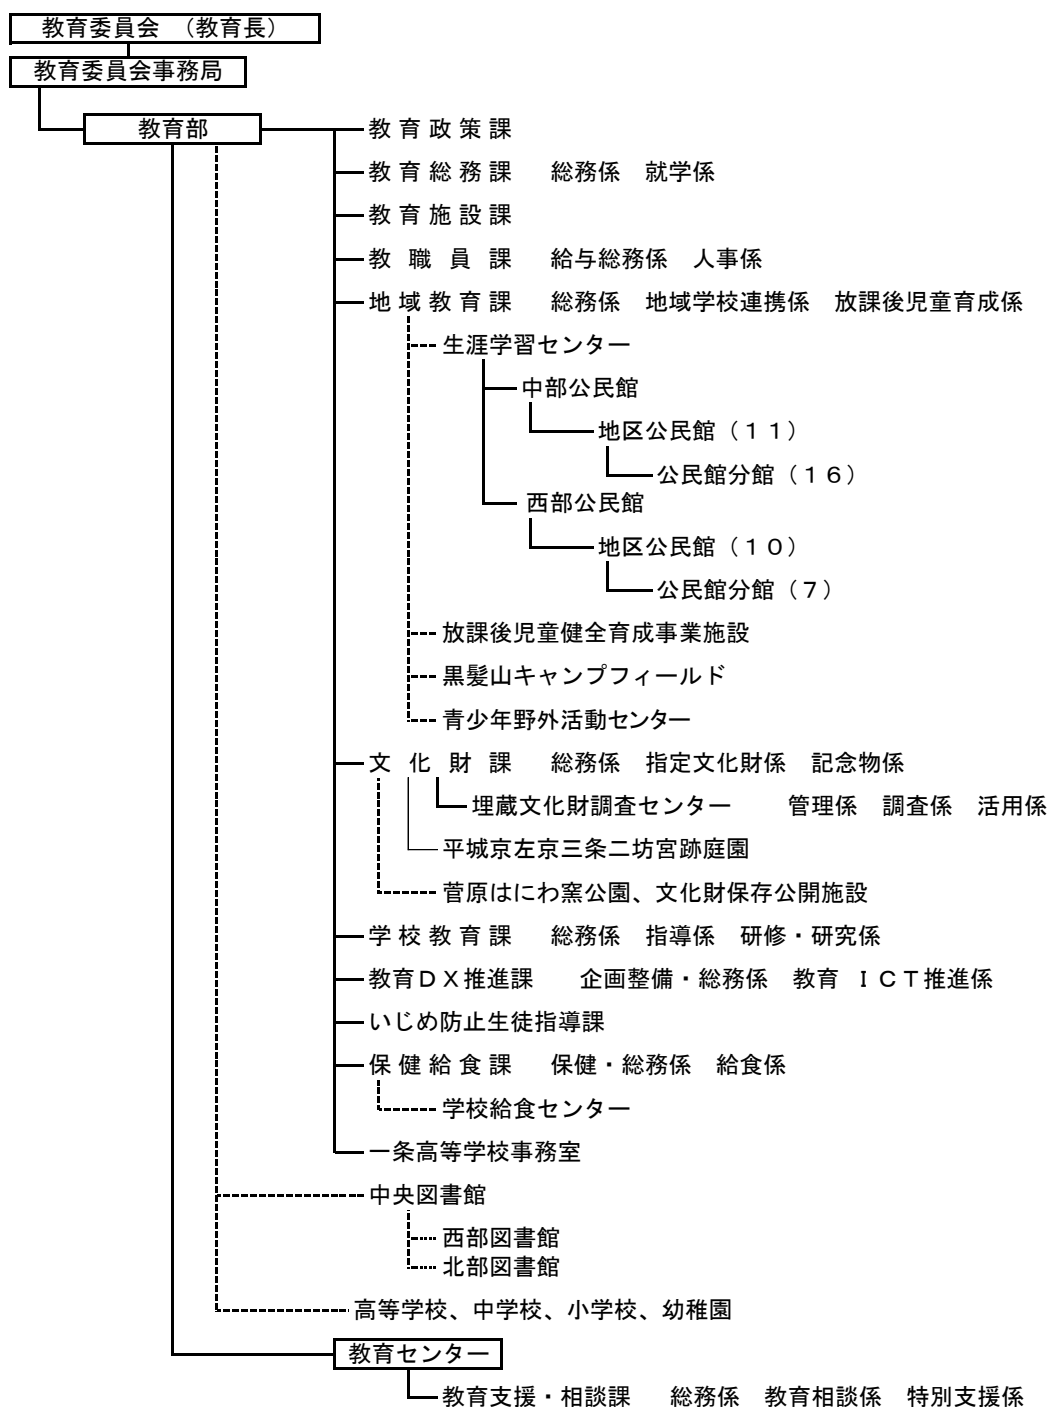 教育委員会　（教育長）
教育委員会事務局
教育部
教育政策課
教育総務課　総務係　就学係
教育施設課
教職員課　給与総務係　人事係
地域教育課　総務係　地域学校連携係　放課後児童育成係
生涯学習センター
中部公民館
地区公民館（１１）
公民館分館（１６）
西部公民館
地区公民館（１０）
公民館分館（７）
放課後児童健全育成事業施設
黒髪山キャンプフィールド
青少年野外活動センター
文化財課　総務係　指定文化財係　記念物係
埋蔵文化財調査センター　管理係　調査係　活用係
平城京左京三条二坊宮跡庭園
菅原はにわ窯公園、文化財保存公開施設
学校教育課　総務係　指導係　研修・研究係
教育ＤＸ推進課　企画整備・総務係　教育ＩＣＴ推進係
いじめ防止生徒指導課
保健給食課　保健・総務係　給食係
学校給食センター
一条高等学校事務室
中央図書館
西部図書館
北部図書館
高等学校、中学校、小学校、幼稚園
教育センター
教育支援・相談課　総務係　教育相談係　特別支援係